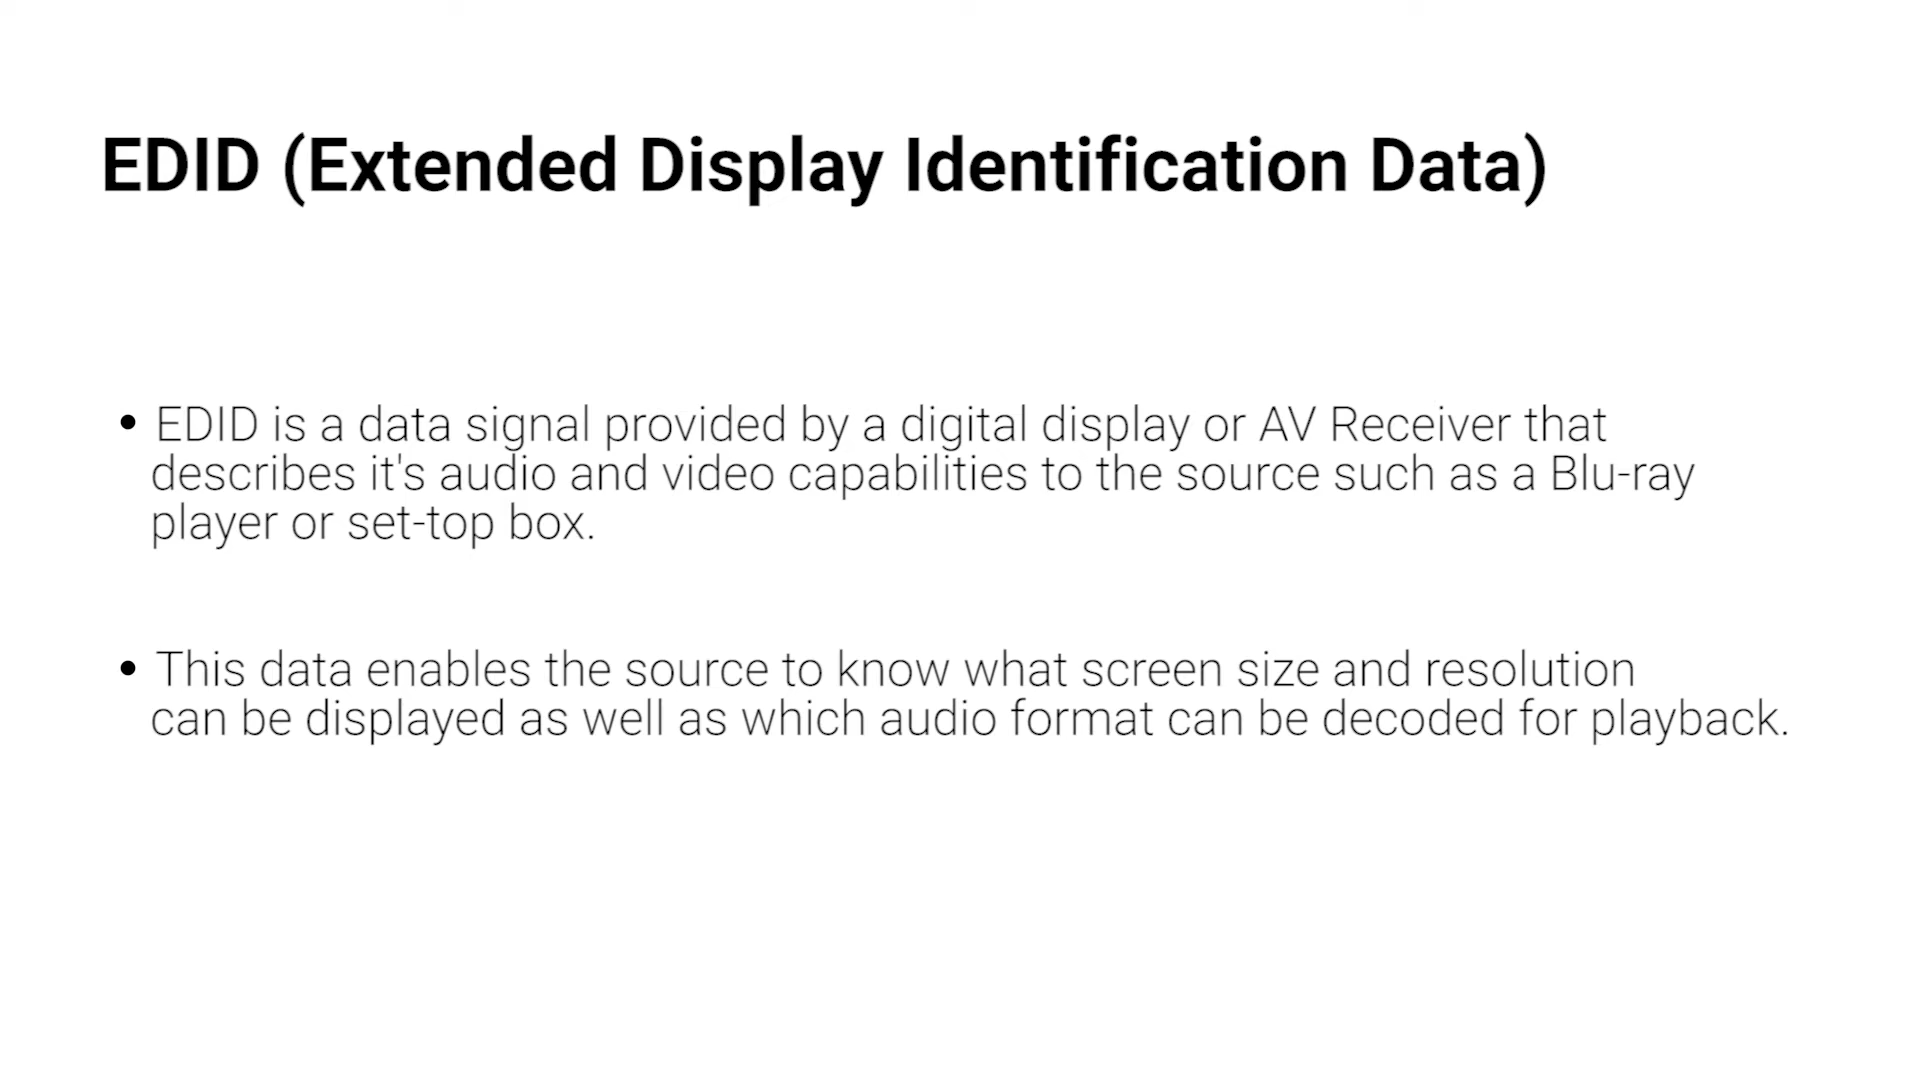 EDID (Extended Display Identification Data)
• EDID is a data signal provided by a digital display or AV Receiver that
describes it's audio and video capabilities to the source such as a Blu-ray
player or set-top box.
• This data enables the source to know what screen size and resolution
can be displayed as well as which audio format can be decoded for playback.